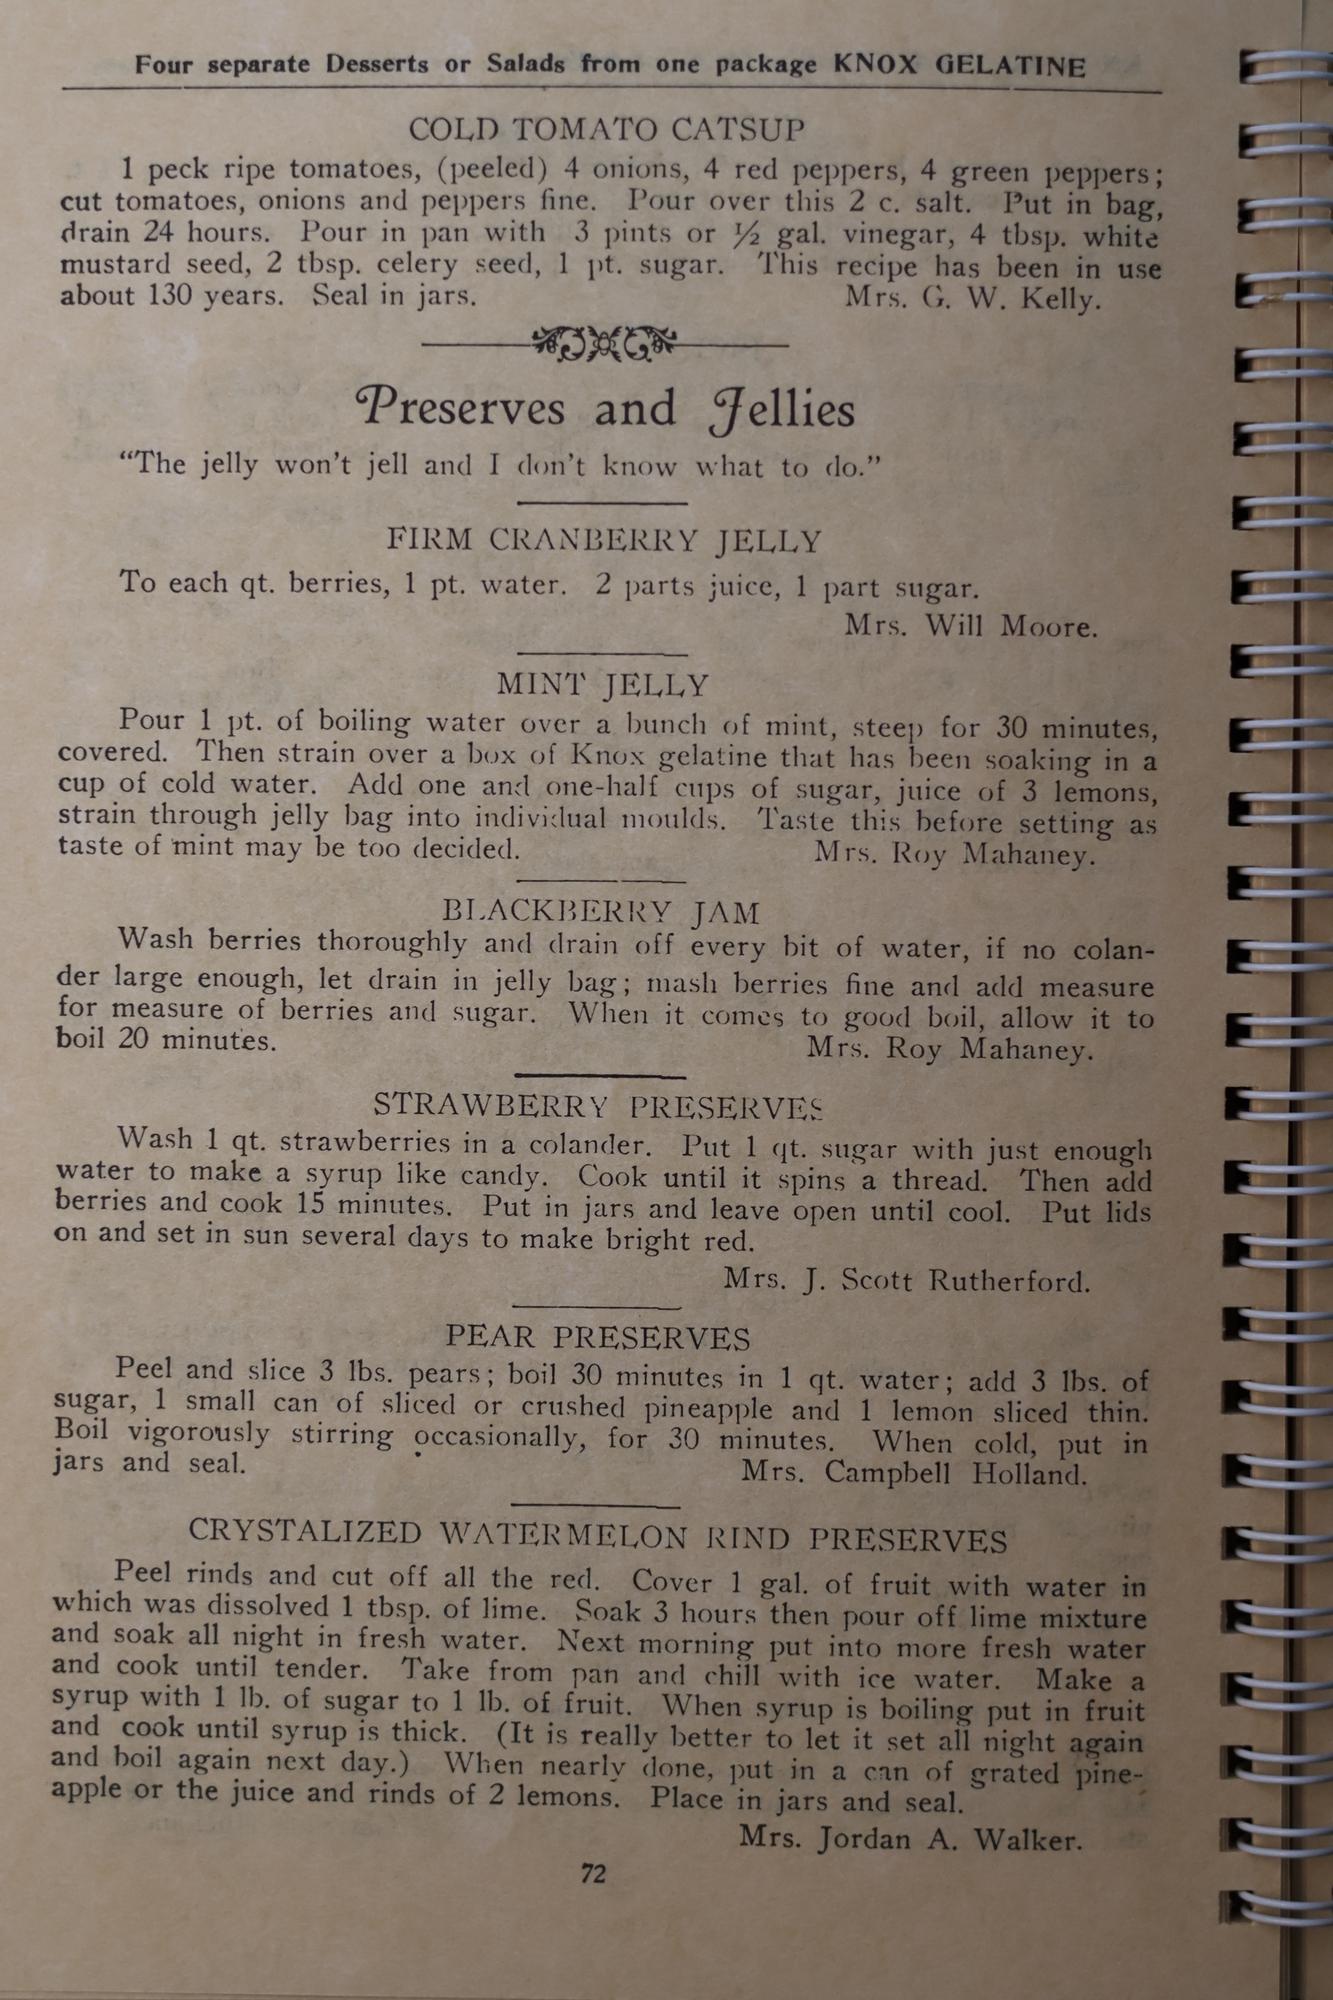 Four separate Desserts or Salads from one package KNOX GELATINE
COLD TOMATO CATSUP
1 peck ripe tomatoes, (peeled) 4 onions, 4 red peppers, 4 green peppers;
cut tomatoes, onions and peppers fine. Pour over this 2 c. salt. Put in bag,
drain 24 hours. Pour in pan with 3 pints or ½ gal. vinegar, 4 tbsp. white
mustard seed, 2 tbsp. celery seed, 1 pt. sugar. This recipe has been in use
about 130 years. Seal in jars. Mrs. G. W. Kelly.
Preserves and Jellies
“The jelly won’t jell and I don’t know what to do.”
FIRM CRANBERRY JELLY
To each qt. berries, 1 pt. water. 2 parts juice, 1 part sugar.
Mrs. Will Moore.
MINT JELLY
Pour 1 pt. of boiling water over a bunch of mint, steep for 30 minutes,
covered. Then strain over a box of Knox gelatine that has been soaking in a
cup of cold water. Add one and one-half cups of sugar, juice of 3 lemons,
strain through jelly bag into individual moulds. Taste this before setting as
taste of mint may be too decided. Mrs. Roy Mahaney.
BLACKBERRY JAM
Wash berries thoroughly and drain off every bit of water, if no colan-
der large enough, let drain in jelly bag; mash berries fine and add measure
for measure of berries and sugar. When it comes to good boil, allow it to
boil 20 minutes. Mrs. Roy Mahaney.
STRAWBERRY PRESERVES
Wash 1 qt. strawberries in a colander. Put 1 qt. sugar with just enough
water to make a syrup like candy. Cook until it spins a thread. Then add
berries and cook 15 minutes. Put in jars and leave open until cool. Put lids
on and set in sun several days to make bright red.
Mrs. J. Scott Rutherford.
PEAR PRESERVES
Peel and slice 3 lbs. pears; boil 30 minutes in 1 qt. water; add 3 lbs. of
sugar, 1 small can of sliced or crushed pineapple and 1 lemon sliced thin.
Boil vigorously stirring occasionally, for 30 minutes. When cold, put in
jars and seal. Mrs. Campbell Holland.
CRYSTALIZED WATERMELON RIND PRESERVES
Peel rinds and cut off all the red. Cover 1 gal. of fruit with water in
which was dissolved 1 tbsp. of lime. Soak 3 hours then pour off lime mixture
and soak all night in fresh water. Next morning put into more fresh water
and cook until tender. Take from pan and chill with ice water. Make a
syrup with 1 lb. of sugar to 1 lb. of fruit. When syrup is boiling put in fruit
and cook until syrup is thick. (It is really better to let it set all night again
and boil again next day.) When nearly done, put in a can of grated pine-
apple or the juice and rinds of 2 lemons. Place in jars and seal.
Mrs. Jordan A. Walker.
72